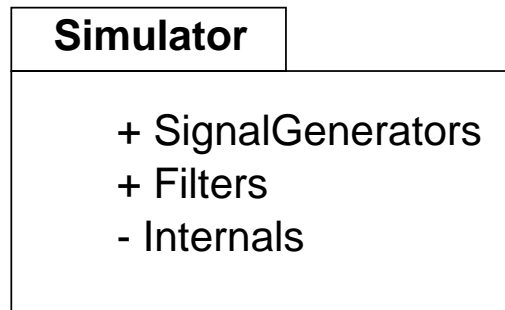 Simulator
+ SignalGenerators
+ Filters
- Internals